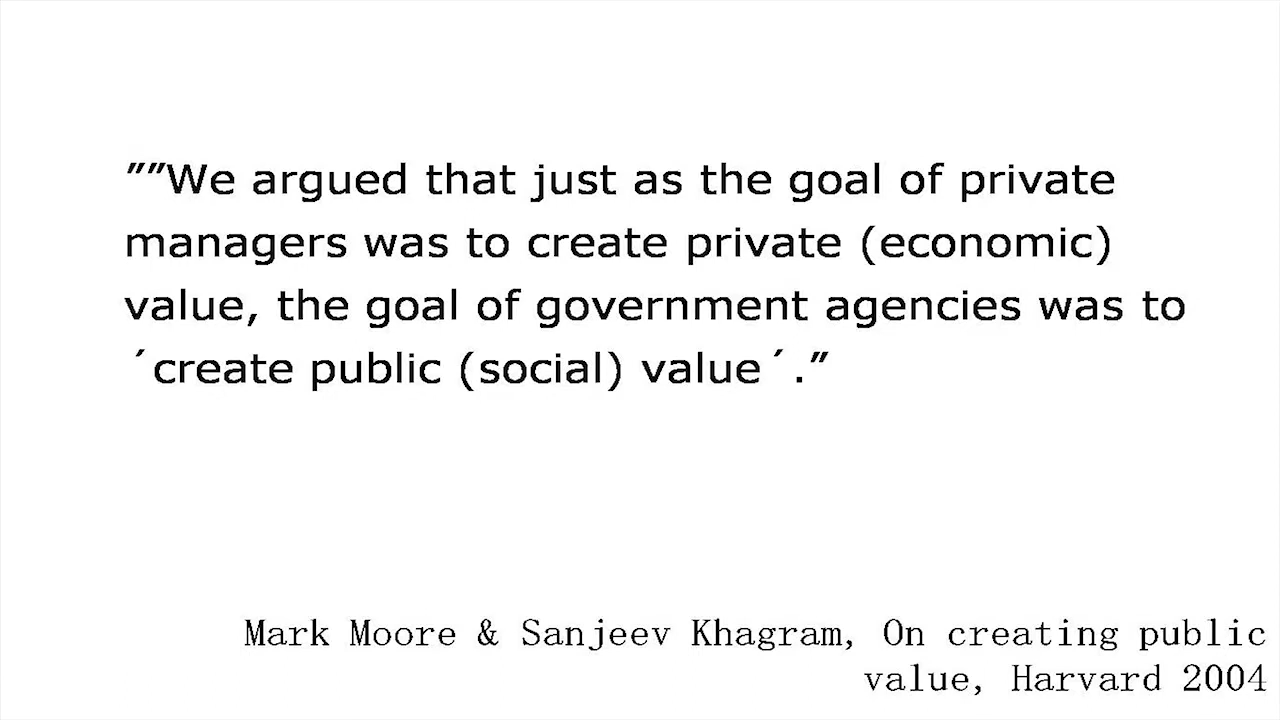 ””We argued that just as the goal of private
managers was to create private (economic)
value, the goal of government agencies was to
´create public (social) value´.”
Mark Moore & Sanjeev Khagram, On creating public
value, Harvard 2004